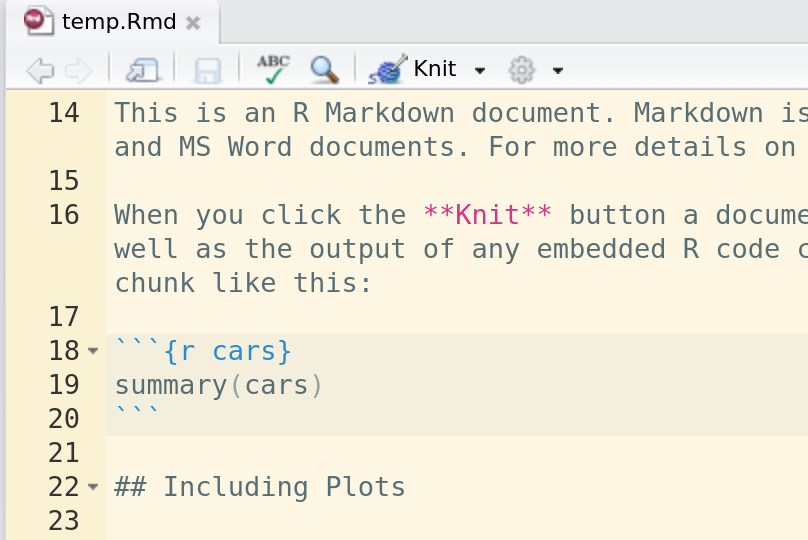 temp.Rmd
ABC
Knit
14 This is an R Markdown document. Markdown is
and MS Word documents. For more details on
15
16 When you click the **Knit** button a docume
well as the output of any embedded R code c
chunk like this:
17
18 ```{r cars}
19 summary(cars)
20 ```
21
22 ## Including Plots
23